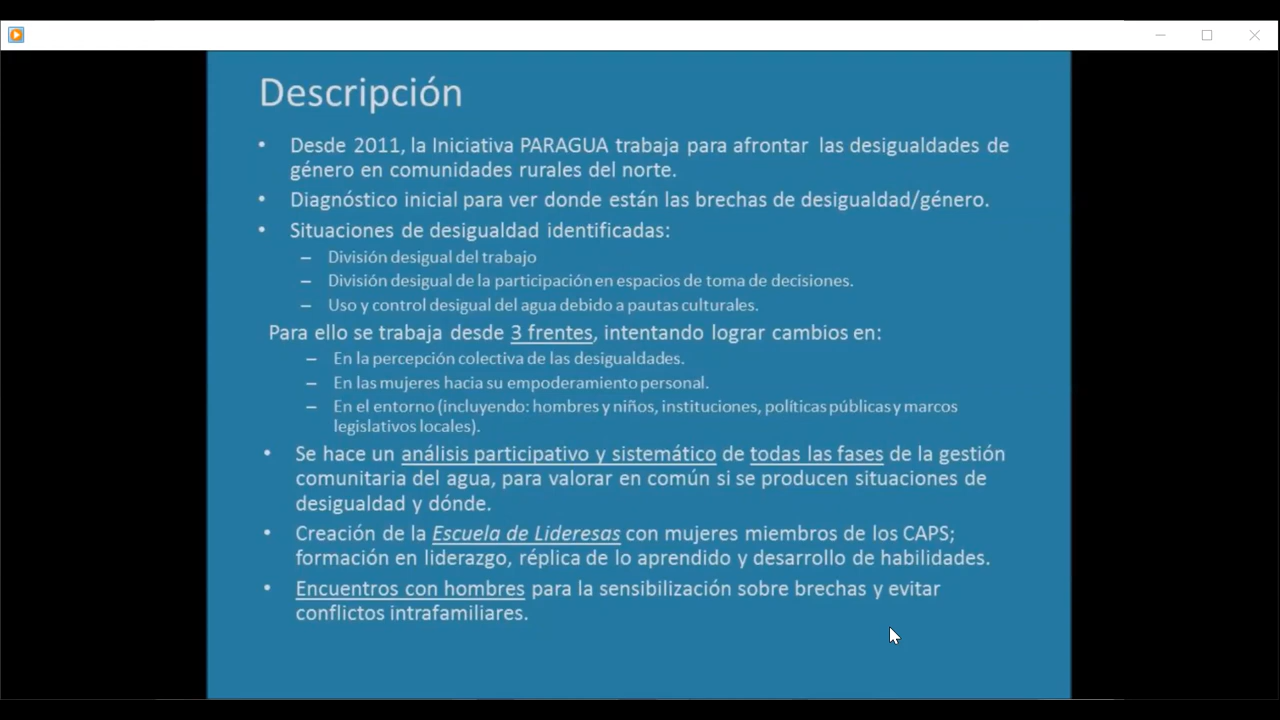 Descripción
• Desde 2011, la Iniciativa PARAGUA trabaja para afrontar las desigualdades de
género en comunidades rurales del norte.
• Diagnóstico inicial para ver donde están las brechas de desigualdad/género.
• Situaciones de desigualdad identificadas:
– División desigual del trabajo
– División desigual de la participación en espacios de toma de decisiones.
– Uso y control desigual del agua debido a pautas culturales.
Para ello se trabaja desde 3 frentes, intentando lograr cambios en:
– En la percepción colectiva de las desigualdades.
– En las mujeres hacia su empoderamiento personal.
– En el entorno (incluyendo: hombres y niños, instituciones, políticas públicas y marcos
legislativos locales).
• Se hace un análisis participativo y sistemático de todas las fases de la gestión
comunitaria del agua, para valorar en común si se producen situaciones de
desigualdad y dónde.
• Creación de la Escuela de Lideresas con mujeres miembros de los CAPS;
formación en liderazgo, réplica de lo aprendido y desarrollo de habilidades.
• Encuentros con hombres para la sensibilización sobre brechas y evitar
conflictos intrafamiliares.